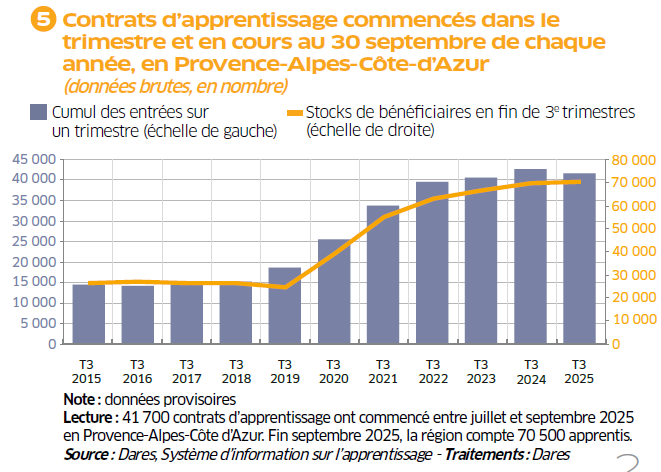 5 Contrats d'apprentissage commencés dans le
trimestre et en cours au 30 septembre de chaque
année, en Provence-Alpes-Côte-d'Azur
(données brutes, en nombre)
Cumul des entrées sur
un trimestre (échelle de gauche)
Stocks de bénéficiaires en fin de 3e trimestres
(échelle de droite)
45 000
40 000
35 000
30 000
25 000
20 000
15 000
10 000
5 000
0
80 000
70 000
60 000
50 000
40 000
30 000
20 000
10 000
0
T3 T3 T3 T3 T3 T3 T3 T3 T3 T3 T3
2015 2016 2017 2018 2019 2020 2021 2022 2023 2024 2025
Note : données provisoires
Lecture : 41 700 contrats d'apprentissage ont commencé entre juillet et septembre 2025
en Provence-Alpes-Côte d'Azur. Fin septembre 2025, la région compte 70 500 apprentis.
Source : Dares, Système d'information sur l'apprentissage - Traitements : Dares